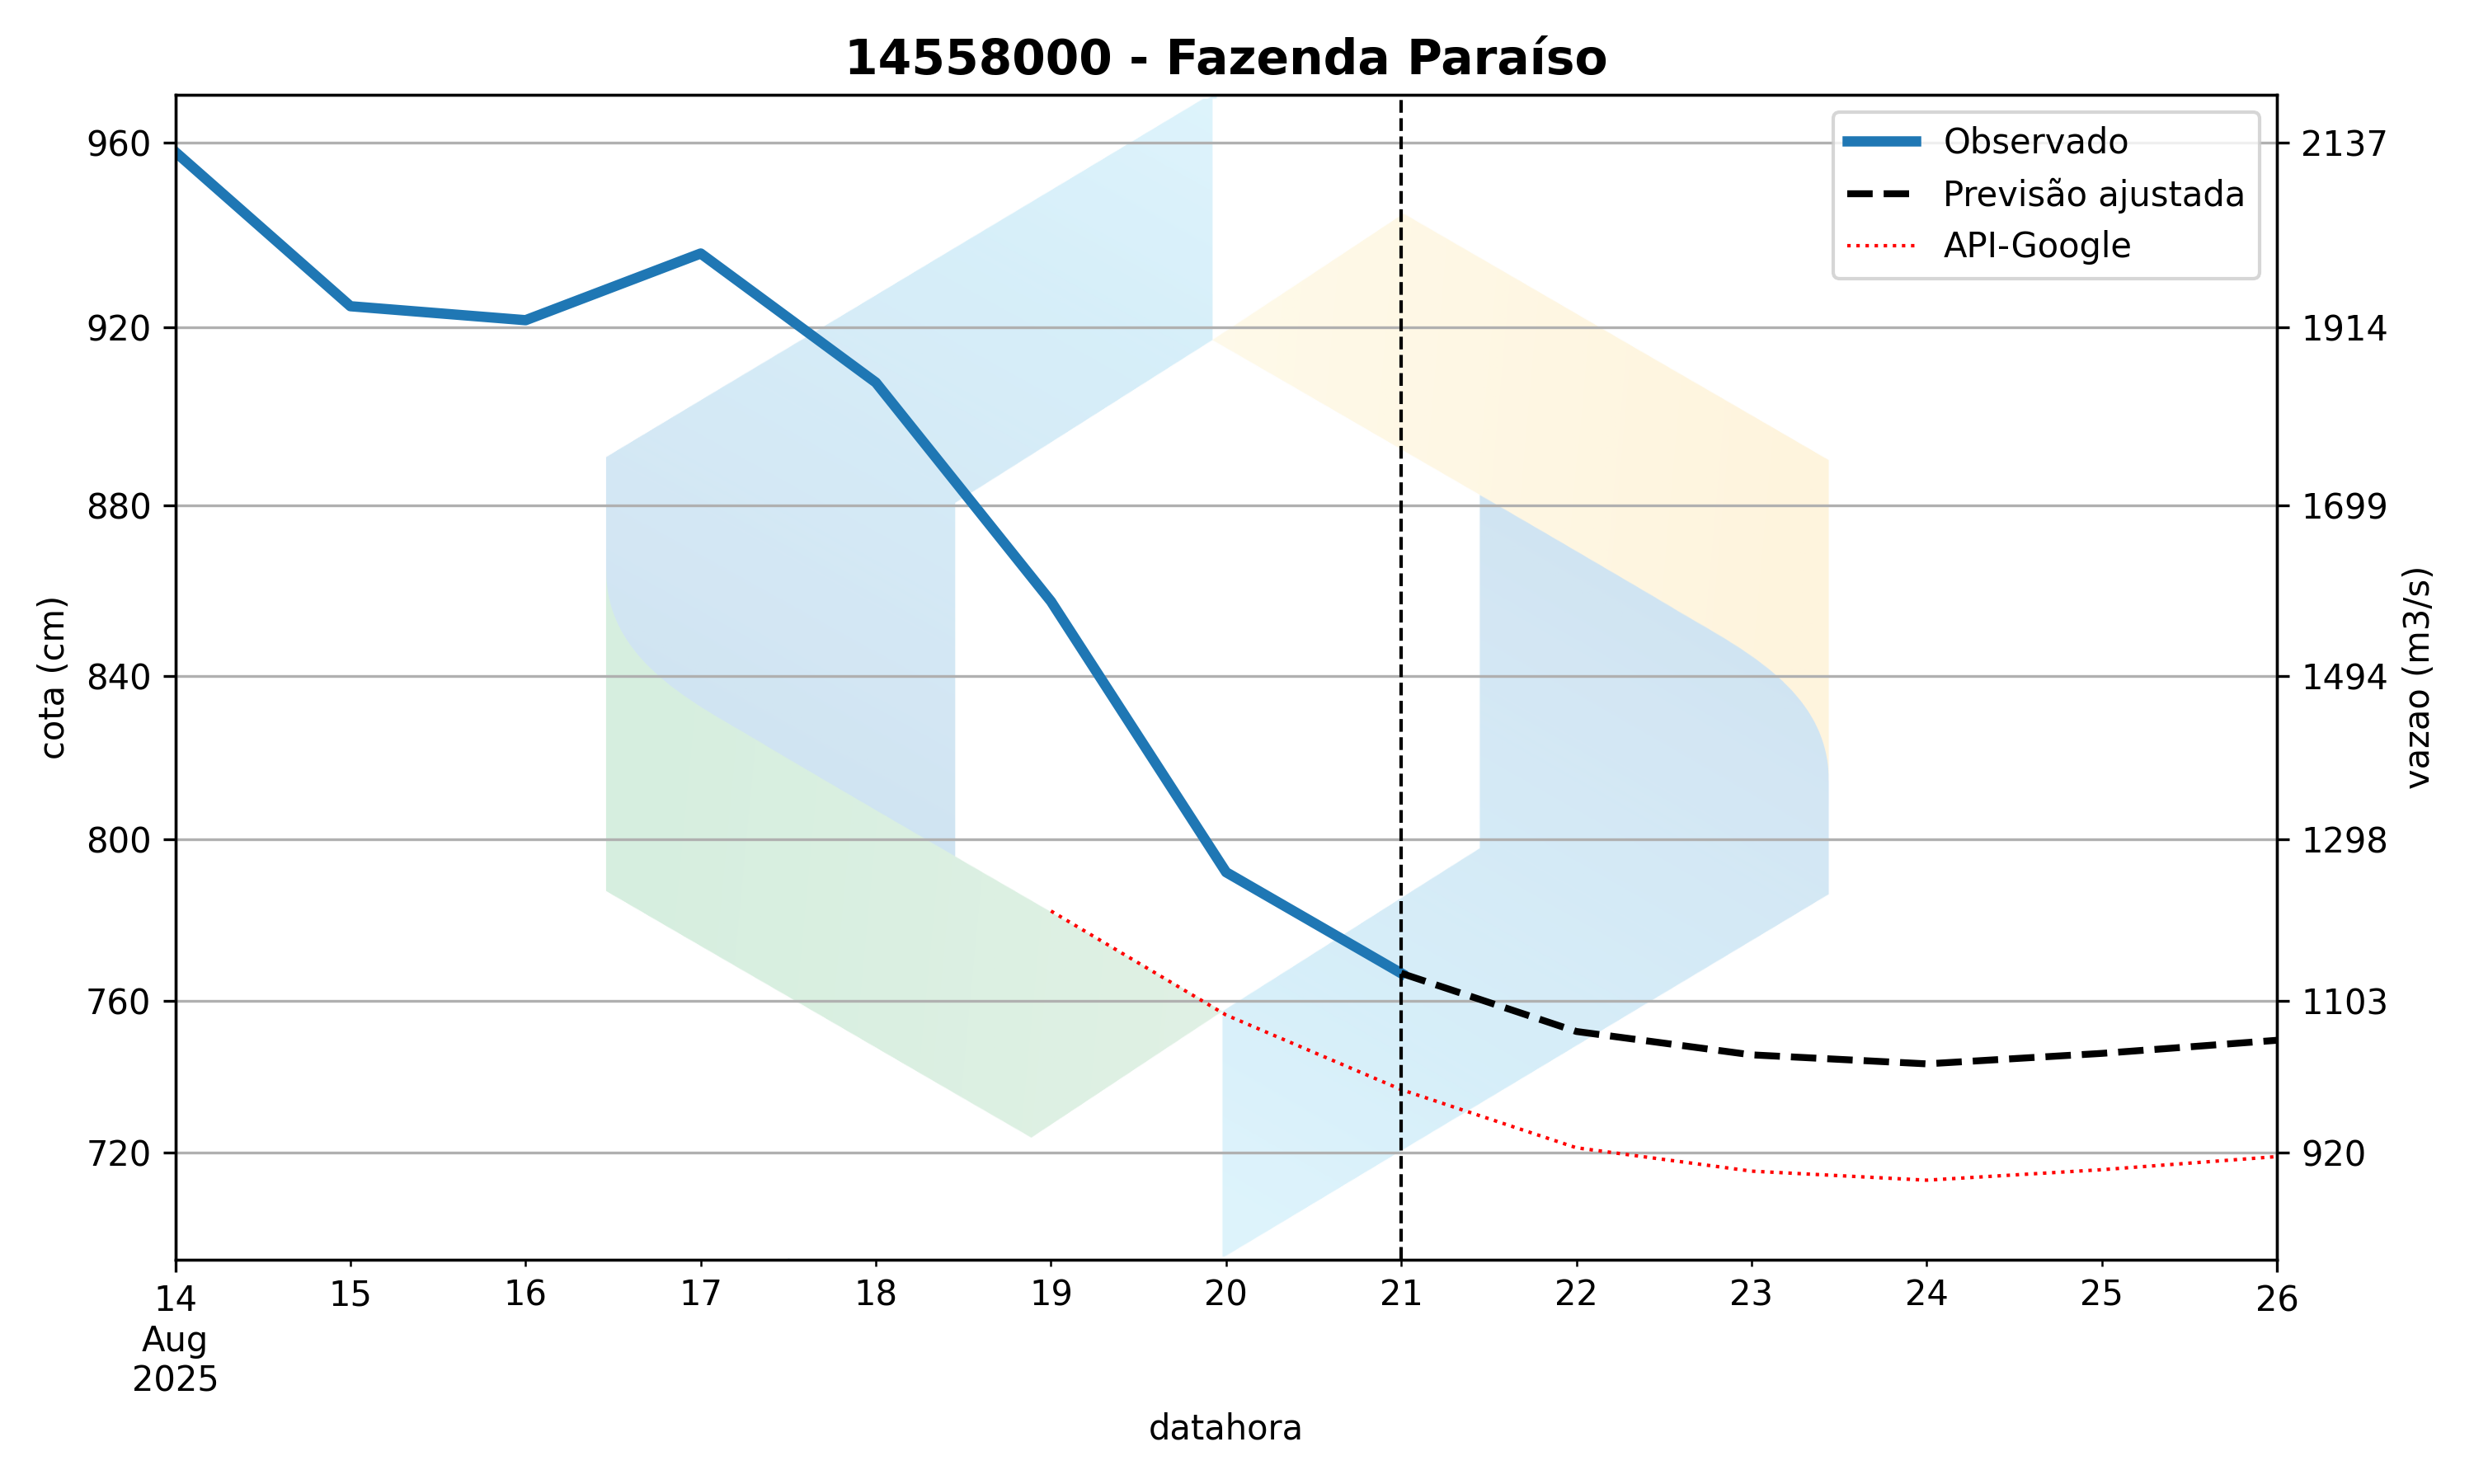 14558000 - Fazenda Paraíso
Observado
Previsão ajustada
API-Google
960
920
880
840
800
760
720
cota (cm)
2137
1914
1699
1494
1298
1103
920
vazao (m3/s)
14 15 16 17 18 19 20 21 22 23 24 25 26
Aug
2025
datahora